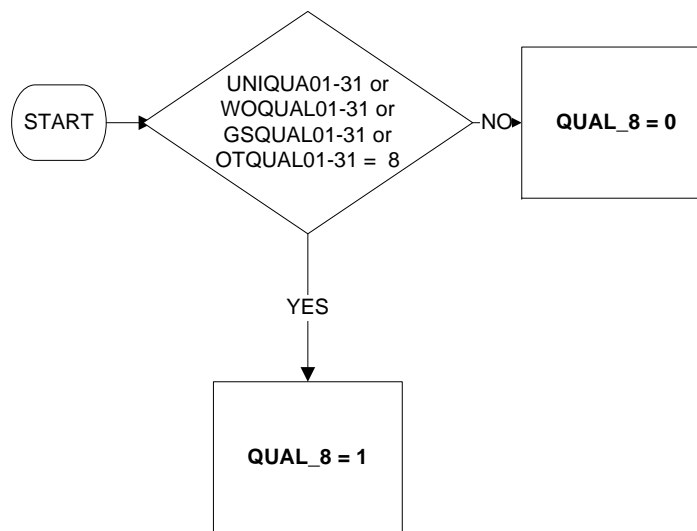 UNIQUA01-31 or
WOQUAL01-31 or
GSQUAL01-31 or
OTQUAL01-31 = 8
START
NO
QUAL_8 = 0
YES
QUAL_8 = 1